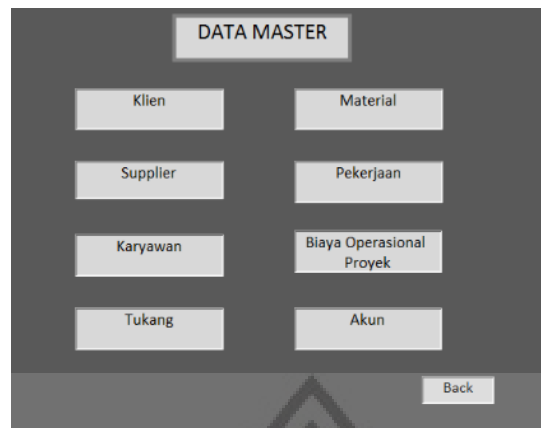 DATA MASTER
Klien
Material
Supplier
Pekerjaan
Karyawan
Biaya Operasional
Proyek
Tukang
Akun
Back